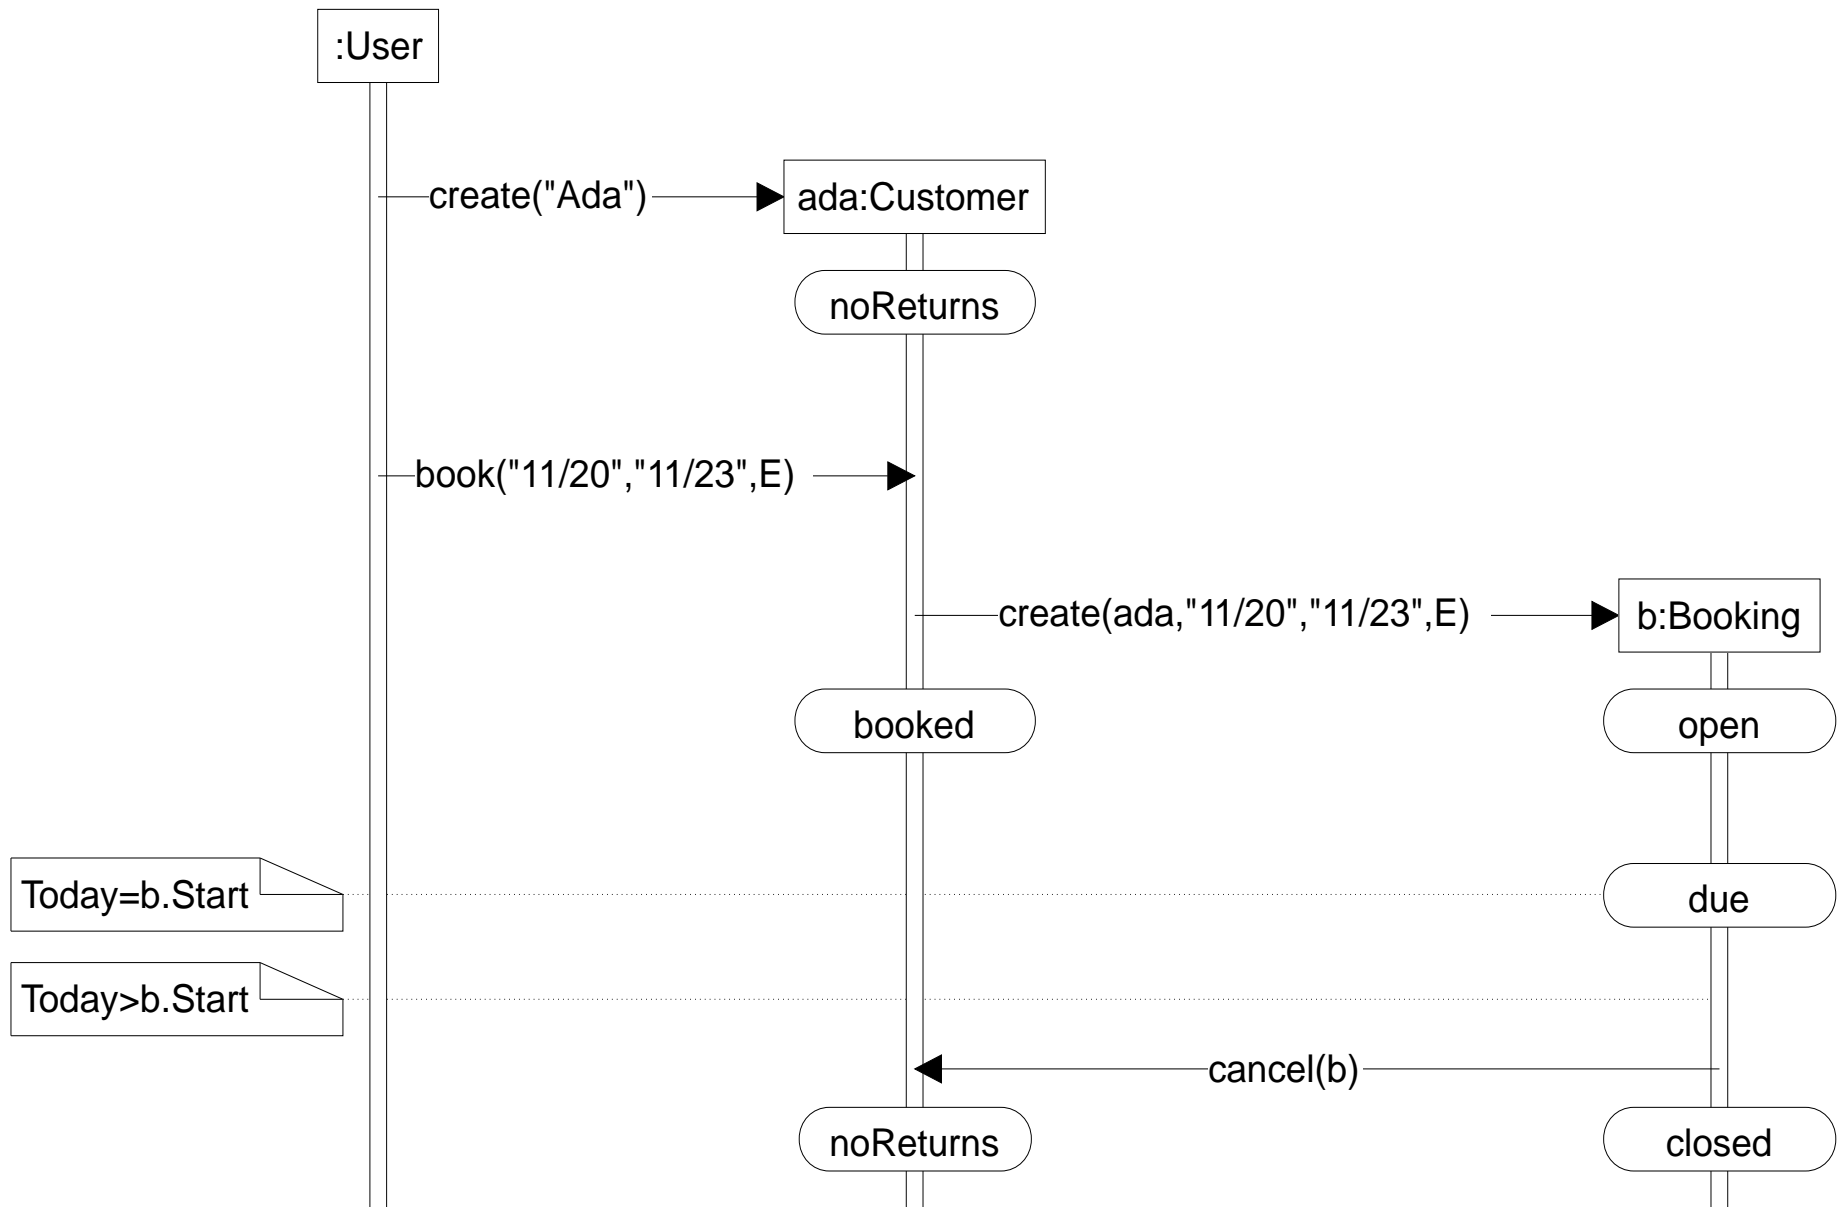 :User
create("Ada")
ada:Customer
noReturns
book("11/20","11/23",E)
create(ada,"11/20","11/23",E)
b:Booking
booked
open
Today=b.Start
due
Today>b.Start
cancel(b)
noReturns
closed